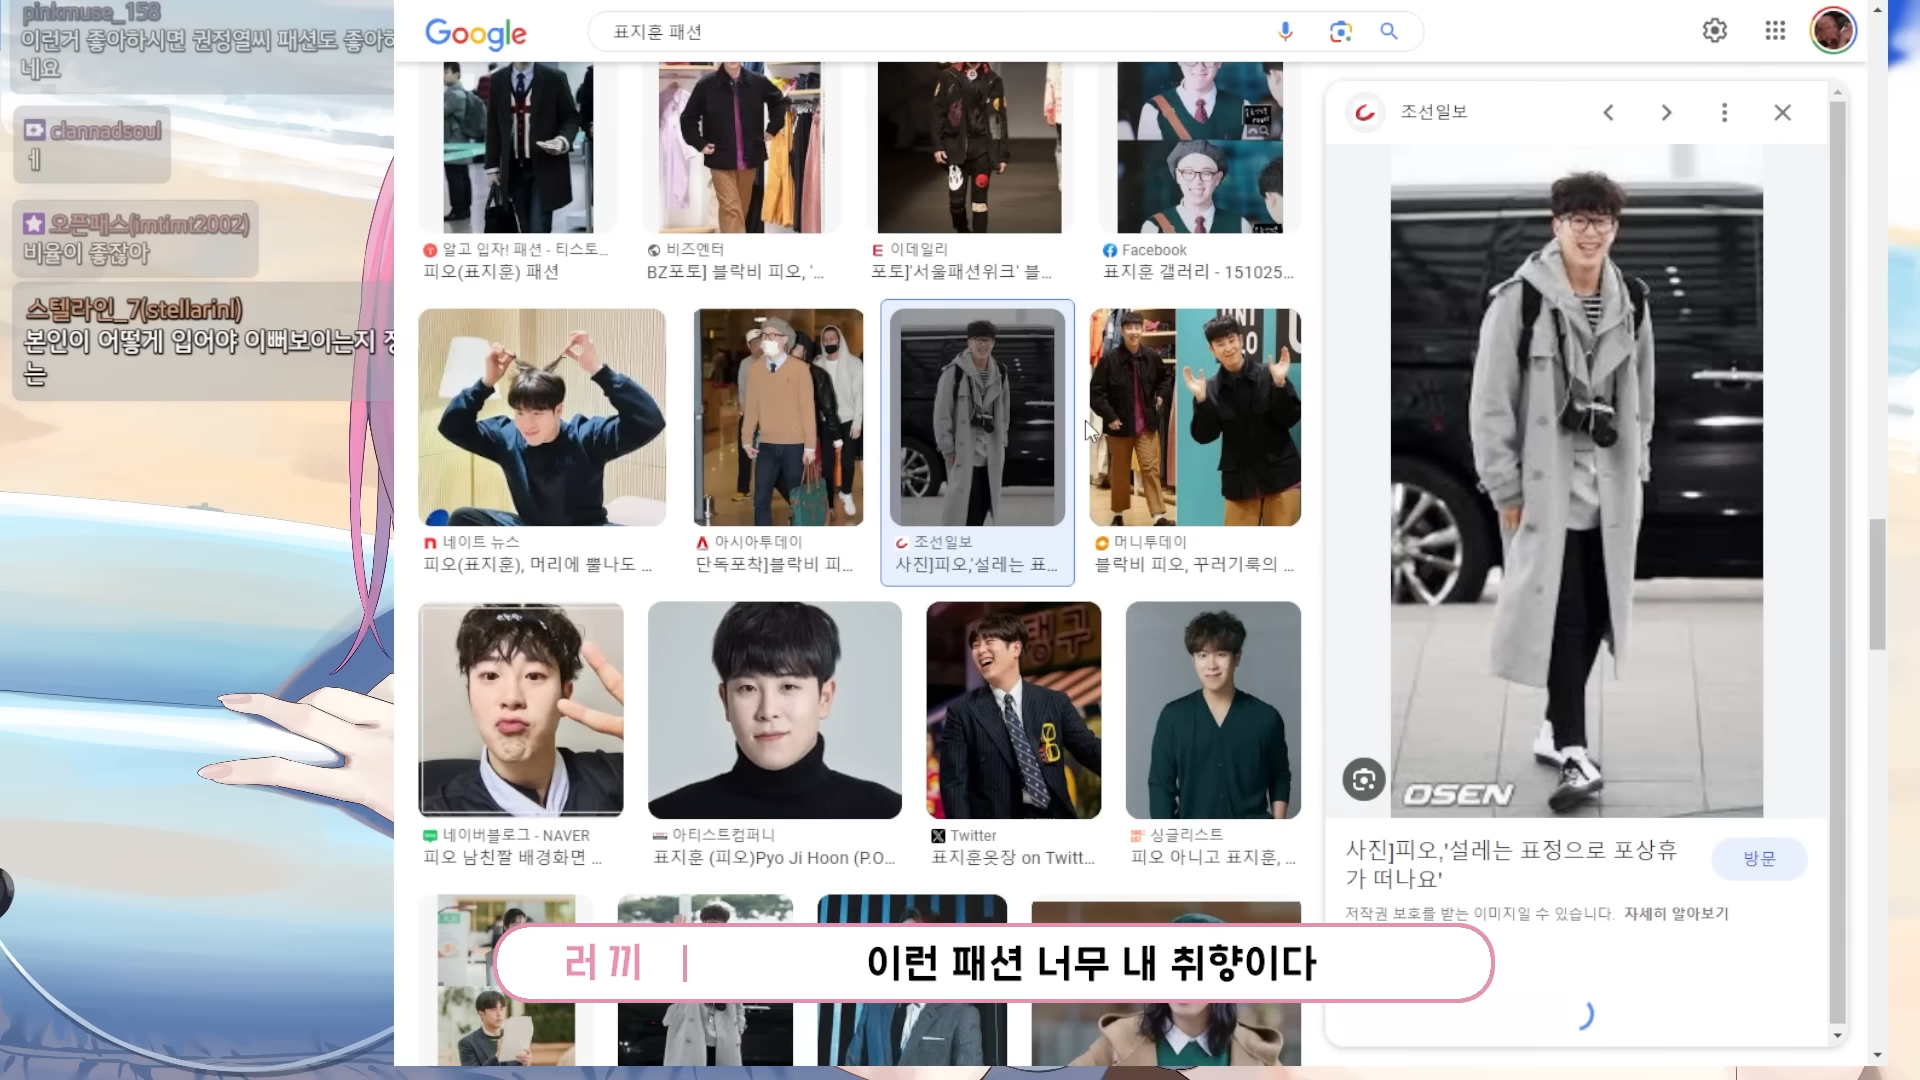 pinkmuse_158
이런거 좋아하시면 권정열씨 패션도 좋아하
네요
clannadsoul
ㅔ
오픈패스(imtimt2002)
비율이 좋잖아
스텔라인_7(stellarinl)
본인이 어떻게 입어야 이뻐보이는지 정
는
Google
표지훈 패션
알고 입자! 패션 - 티스토...
피오(표지훈) 패션
비즈엔터
BZ포토] 블락비 피오, '...
이데일리
포토]'서울패션위크' 블...
Facebook
표지훈 갤러리 - 151025...
UNI
LO
네이트 뉴스
피오(표지훈), 머리에 뿔나도 ...
아시아투데이
단독포착]블락비 피...
조선일보
사진]피오,'설레는 표...
머니투데이
블락비 피오, 꾸러기룩의 ...
네이버블로그 - NAVER
피오 남친짤 배경화면 ...
아티스트컴퍼니
표지훈 (피오)Pyo Ji Hoon (P.O...
Twitter
표지훈옷장 on Twitt...
싱글리스트
피오 아니고 표지훈, ...
조선일보
OSEN
사진]피오,'설레는 표정으로 포상휴
가 떠나요'
방문
저작권 보호를 받는 이미지일 수 있습니다. 자세히 알아보기
러끼 | 이런 패션 너무 내 취향이다